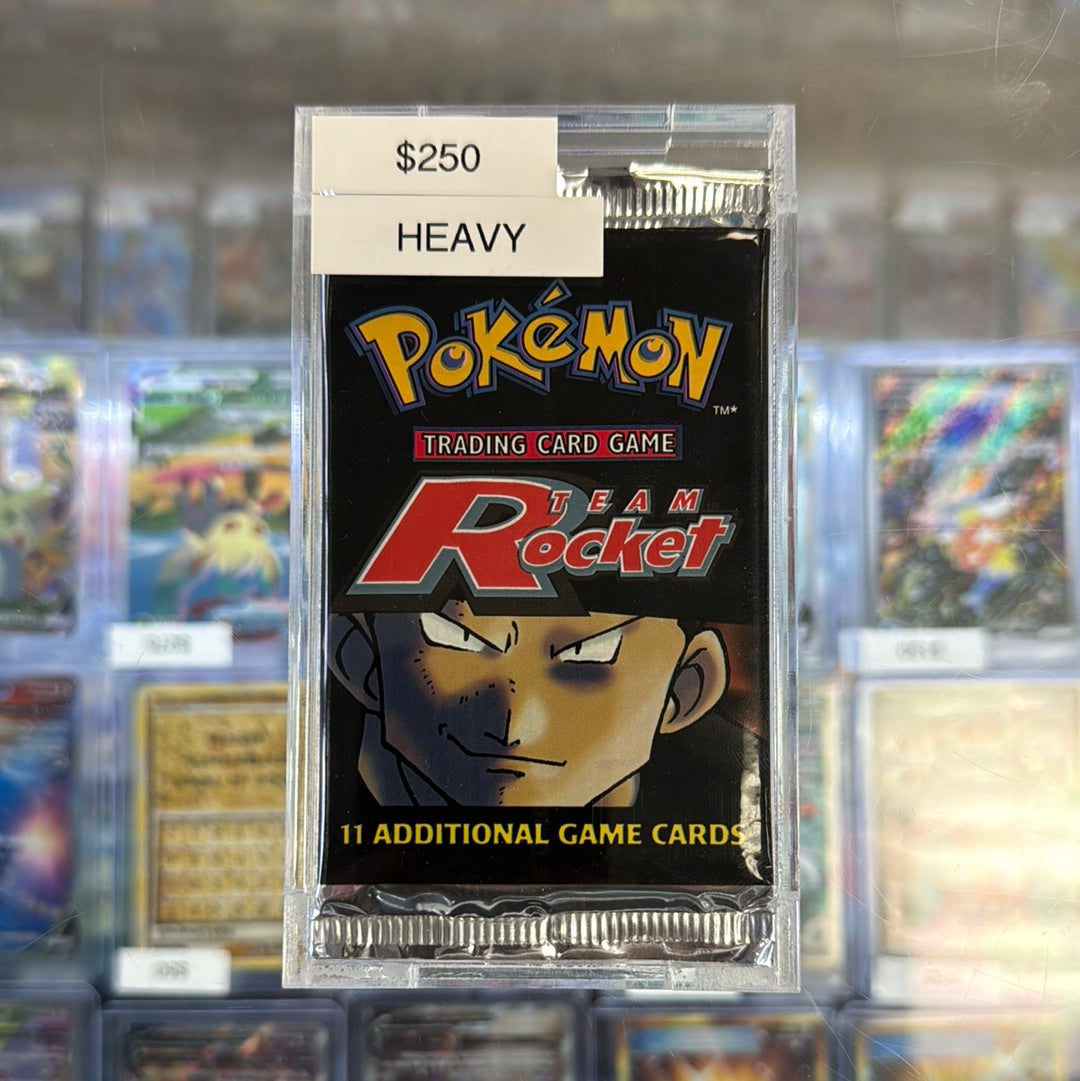 $250
HEAVY
POKéMON
TM*
TRADING CARD GAME
TEAM
Rocket
11 ADDITIONAL GAME CARDS